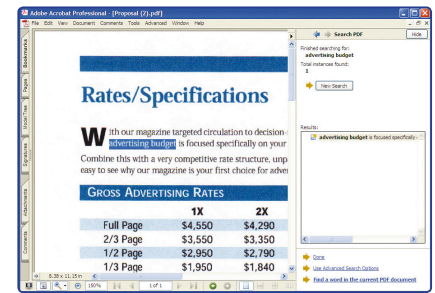 Adobe Acrobat Professional - [Proposal (2).pdf]
File Edit View Document Comments Tools Advanced Window Help
Bookmarks
Pages
Model Tree
Signatures
Attachments
Comments
Rates/Specifications
With our magazine targeted circulation to decision-
advertising budget is focused specifically on your
Combine this with a very competitive rate structure, unp
easy to see why our magazine is your first choice for adver
GROSS ADVERTISING RATES
1X 2X
Full Page $4,550 $4,290
2/3 Page $3,550 $3,350
1/2 Page $2,950 $2,790
1/3 Page $1,950 $1,840
8.38 x 11.15 in
150%
1 of 1
Search PDF
Hide
Finished searching for:
advertising budget
Total instances found:
1
New Search
Results:
advertising budget is focused specifically
Done
Use Advanced Search Options
Find a word in the current PDF document